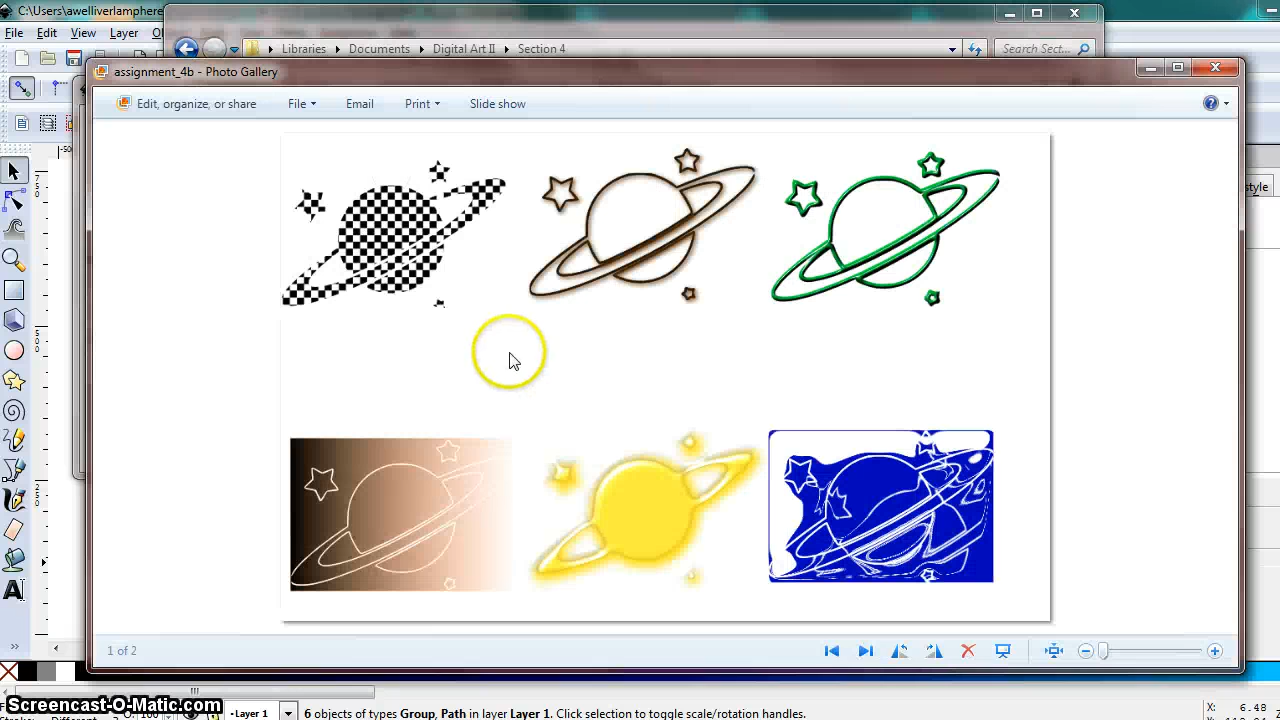 C:\Users\awelliverlamphere
File Edit View Layer
Libraries Documents Digital Art II Section 4 Search Sect...
assignment_4b - Photo Gallery
Edit, organize, or share File Email Print Slide show
style
1 of 2
Screencast-O-Matic.com
Layer 1 6 objects of types Group, Path in layer Layer 1. Click selection to toggle scale/rotation handles.
X: 6.48